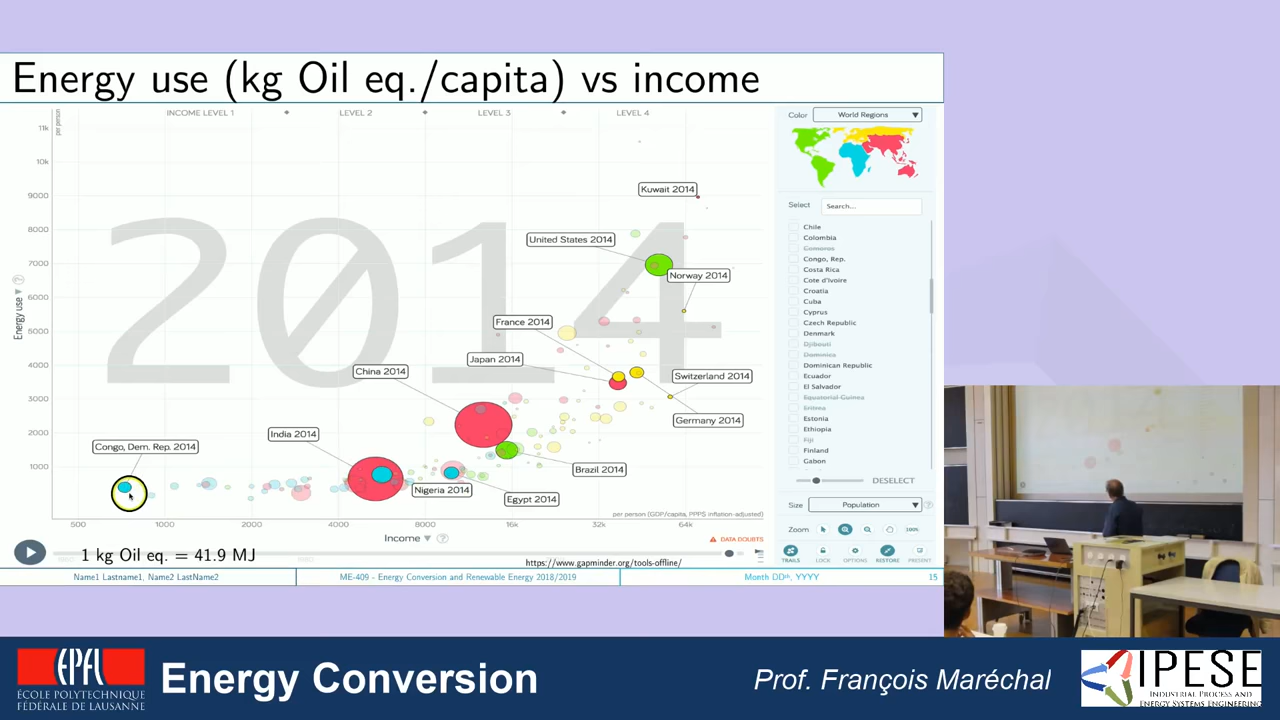 Energy use (kg Oil eq./capita) vs income
INCOME LEVEL 1
LEVEL 2
LEVEL 3
LEVEL 4
per person
11k
10k
9000
8000
7000
6000
5000
4000
3000
2000
1000
Energy use
2014
Kuwait 2014
United States 2014
Norway 2014
France 2014
Japan 2014
China 2014
Switzerland 2014
Germany 2014
India 2014
Congo, Dem. Rep. 2014
Brazil 2014
Nigeria 2014
Egypt 2014
per person (GDP/capita, PPP$ inflation-adjusted)
500
1000
2000
4000
8000
16k
32k
64k
Income
DATA DOUBTS
1 kg Oil eq. = 41.9 MJ
https://www.gapminder.org/tools-offline/
Color
World Regions
Select
Search...
Chile
Colombia
Comoros
Congo, Rep.
Costa Rica
Cote d'Ivoire
Croatia
Cuba
Cyprus
Czech Republic
Denmark
Djibouti
Dominica
Dominican Republic
Ecuador
El Salvador
Equatorial Guinea
Eritrea
Estonia
Ethiopia
Fiji
Finland
Gabon
DESELECT
Size
Population
Zoom
100%
TRAILS
LOCK
OPTIONS
RESTORE
PRESENT
Name1 Lastname1, Name2 LastName2
ME-409 - Energy Conversion and Renewable Energy 2018/2019
Month DDth, YYYY
15
EPFL
ÉCOLE POLYTECHNIQUE
FÉDÉRALE DE LAUSANNE
Energy Conversion
Prof. François Maréchal
IPESE
Industrial Process and
Energy Systems Engineering